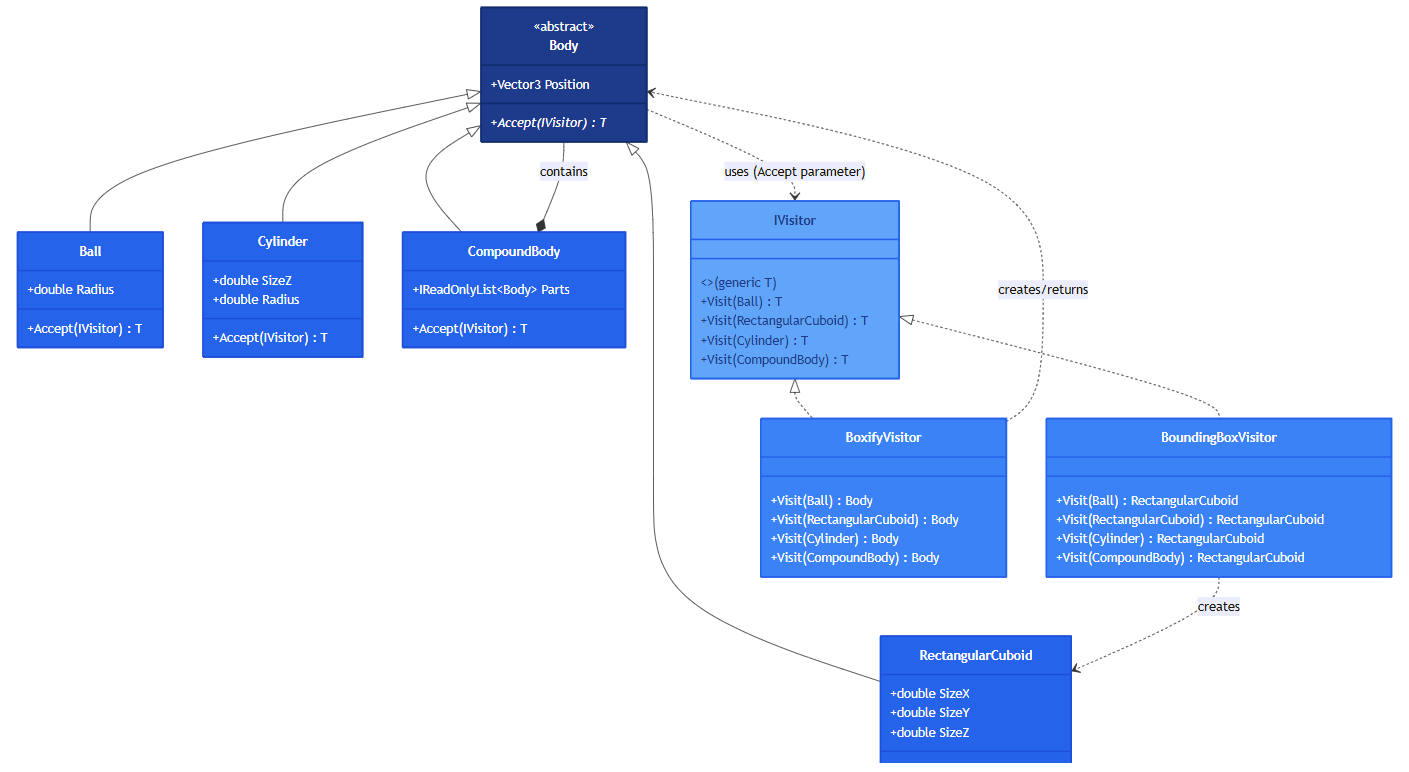 «abstract»
Body
+Vector3 Position
+Accept(IVisitor) : T
contains
uses (Accept parameter)
Ball
+double Radius
+Accept(IVisitor) : T
Cylinder
+double SizeZ
+double Radius
+Accept(IVisitor) : T
CompoundBody
+IReadOnlyList<Body> Parts
+Accept(IVisitor) : T
IVisitor
<>(generic T)
+Visit(Ball) : T
+Visit(RectangularCuboid) : T
+Visit(Cylinder) : T
+Visit(CompoundBody) : T
creates/returns
BoxifyVisitor
+Visit(Ball) : Body
+Visit(RectangularCuboid) : Body
+Visit(Cylinder) : Body
+Visit(CompoundBody) : Body
BoundingBoxVisitor
+Visit(Ball) : RectangularCuboid
+Visit(RectangularCuboid) : RectangularCuboid
+Visit(Cylinder) : RectangularCuboid
+Visit(CompoundBody) : RectangularCuboid
creates
RectangularCuboid
+double SizeX
+double SizeY
+double SizeZ